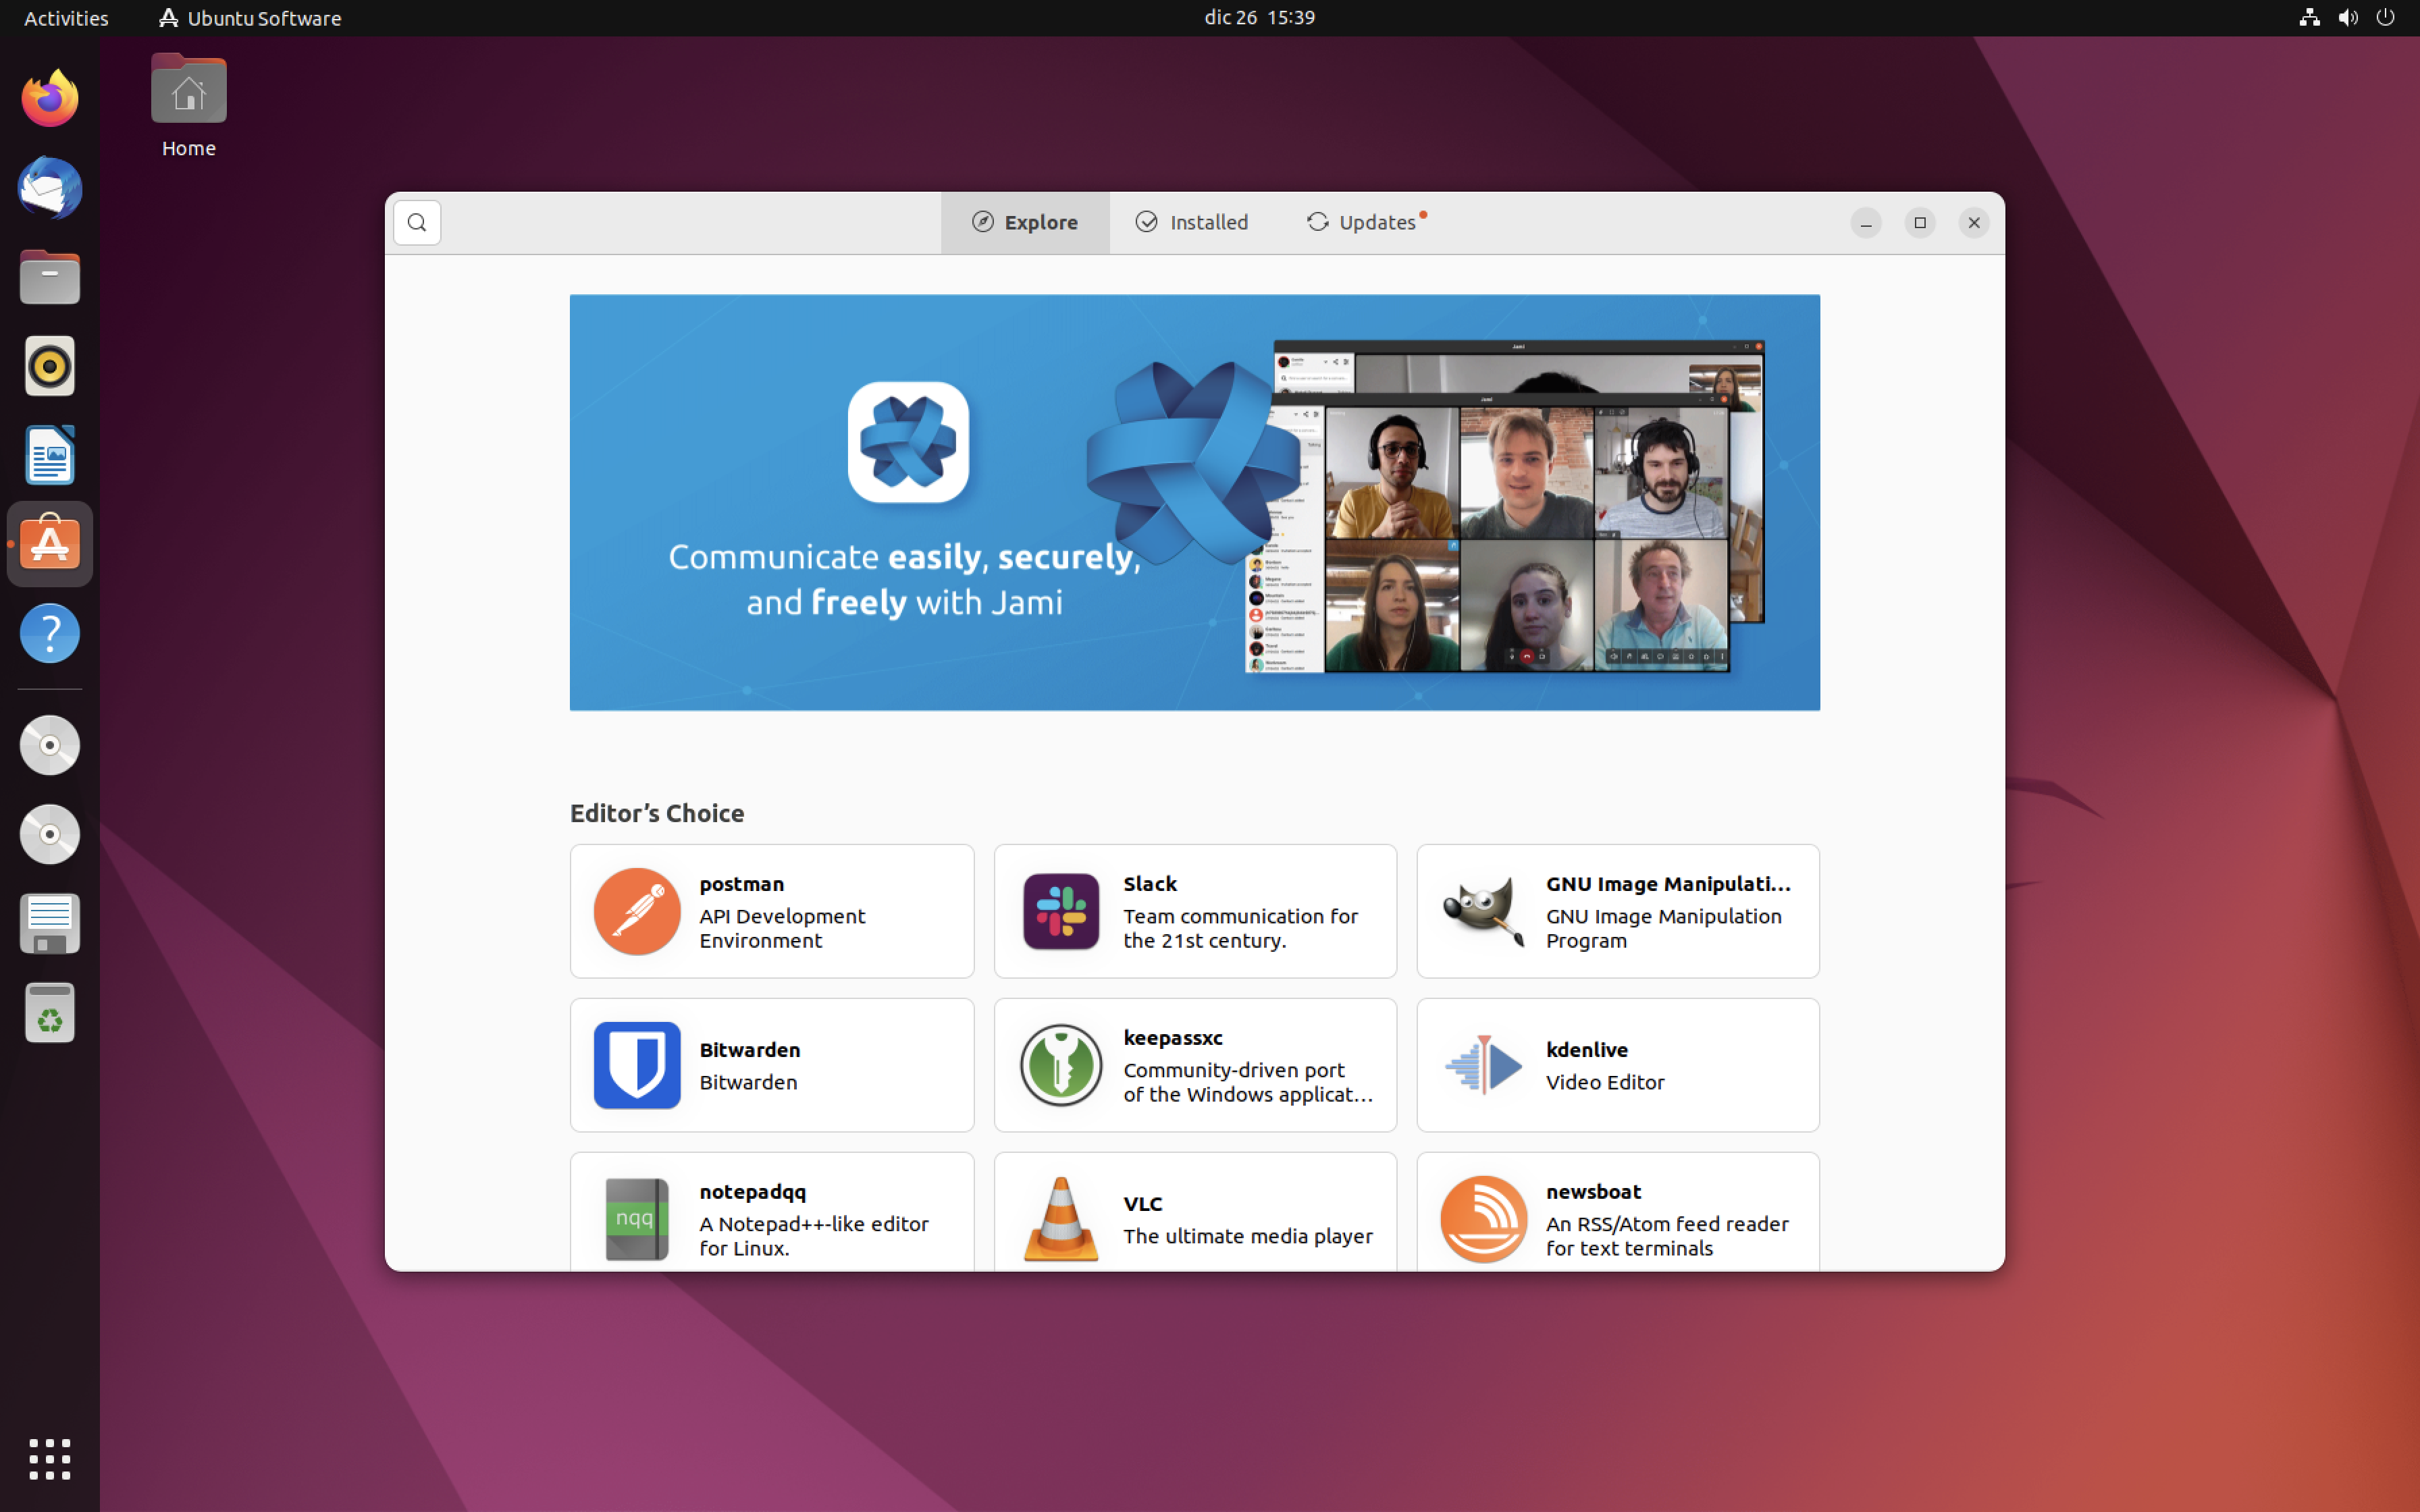 Activities
Ubuntu Software
dic 26 15:39
Home
Explore
Installed
Updates
Jami
Jami
Communicate easily, securely,
and freely with Jami
Editor’s Choice
postman
API Development
Environment
Slack
Team communication for
the 21st century.
GNU Image Manipulati…
GNU Image Manipulation
Program
Bitwarden
Bitwarden
keepassxc
Community-driven port
of the Windows applicat…
kdenlive
Video Editor
nqq
notepadqq
A Notepad++-like editor
for Linux.
VLC
The ultimate media player
newsboat
An RSS/Atom feed reader
for text terminals